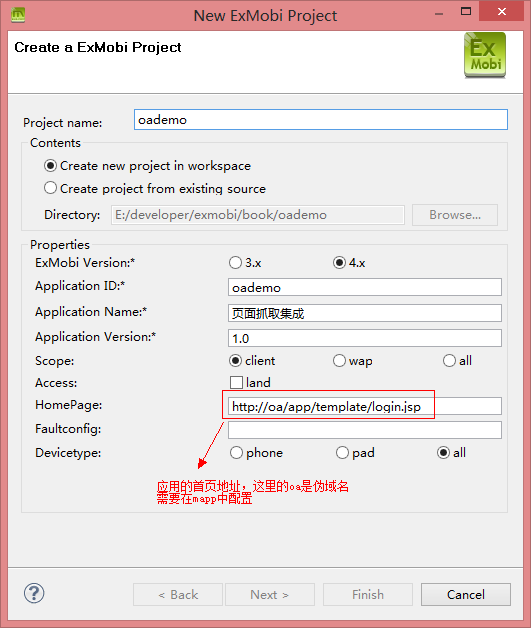 New ExMobi Project
Create a ExMobi Project
Ex
Mobi
Project name: oademo
Contents
Create new project in workspace
Create project from existing source
Directory: E:/developer/exmobi/book/oademo Browse...
Properties
ExMobi Version:* 3.x 4.x
Application ID:* oademo
Application Name:* 页面抓取集成
Application Version:* 1.0
Scope: client wap all
Access: land
HomePage: http://oa/app/template/login.jsp
Faultconfig:
Devicetype: phone pad all
应用的首页地址，这里的oa是伪域名
需要在mapp中配置
? < Back Next > Finish Cancel